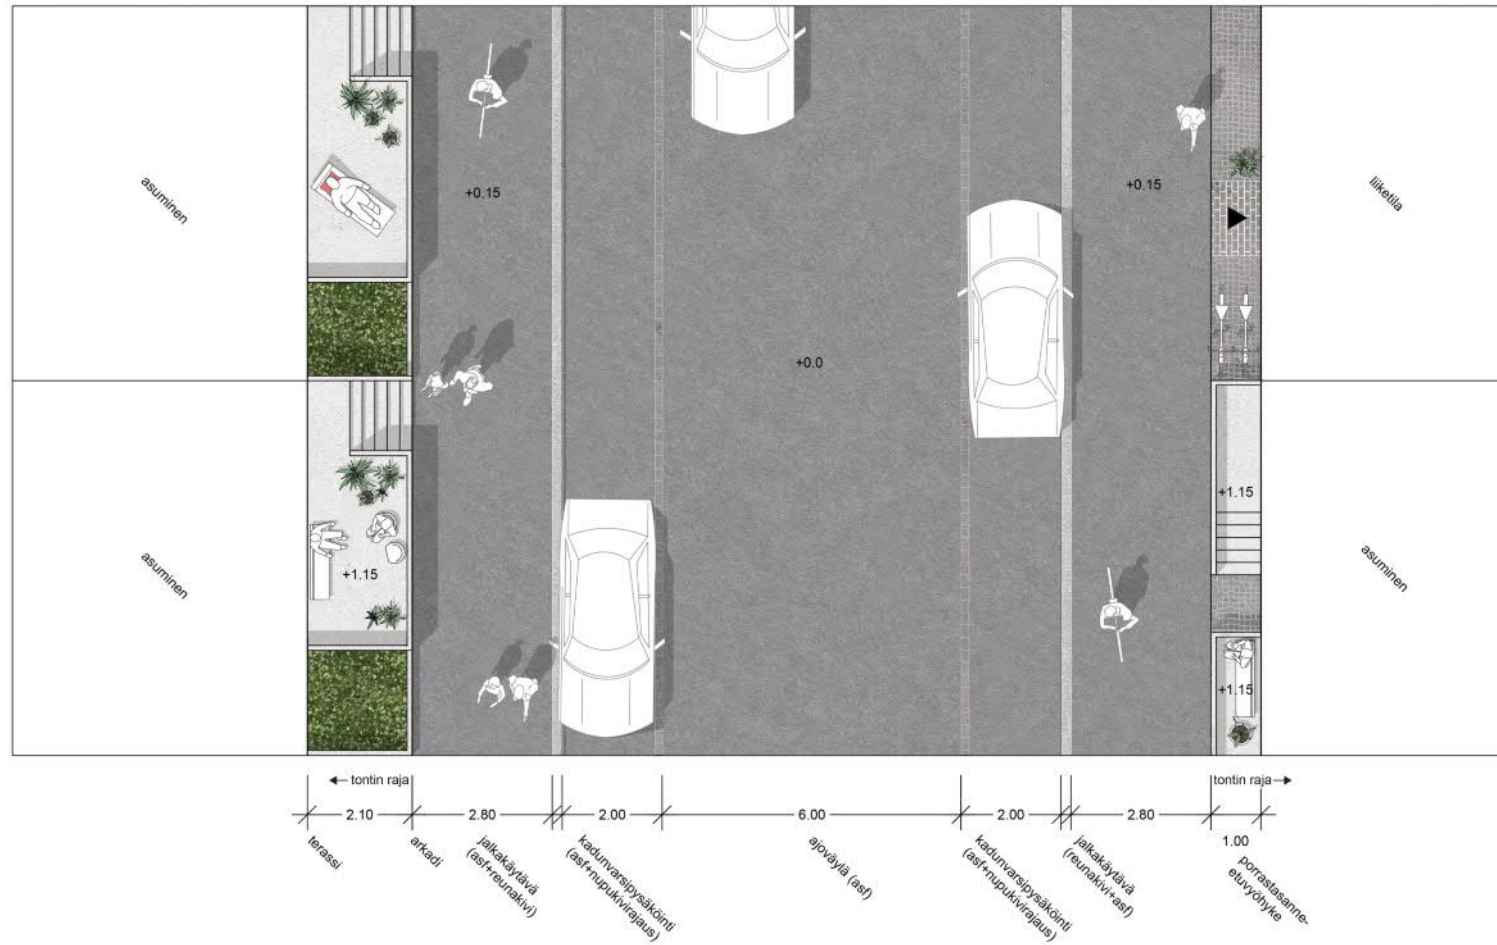 asuminen
+0.15
+0.15
liiketila
+0.0
asuminen
+1.15
+1.15
asuminen
+1.15
tontin raja
tontin raja
2.10
2.80
2.00
6.00
2.00
2.80
1.00
terassi
arkadi
jalkakäytävä
(asf+reunakivi)
kadunvarsipysäköinti
(asf+nupukivirajaus)
ajoväylä (asf)
kadunvarsipysäköinti
(asf+nupukivirajaus)
jalkakäytävä
(reunakivi+asf)
porrastasanne-
etuvyöhyke